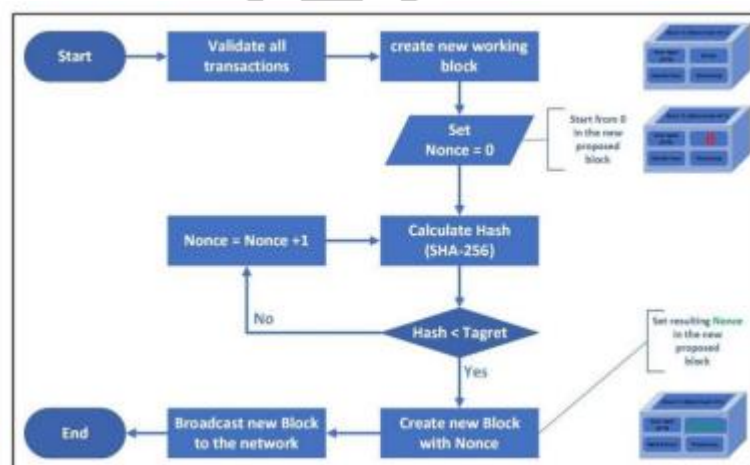 Start
Validate all
transactions
create new working
block
Set
Nonce = 0
Start from 0
in the new
proposed
block
0
Nonce = Nonce +1
Calculate Hash
(SHA-256)
No
Hash < Tagret
Yes
Set resulting Nonce
in the new
proposed
block
End
Broadcast new Block
to the network
Create new Block
with Nonce